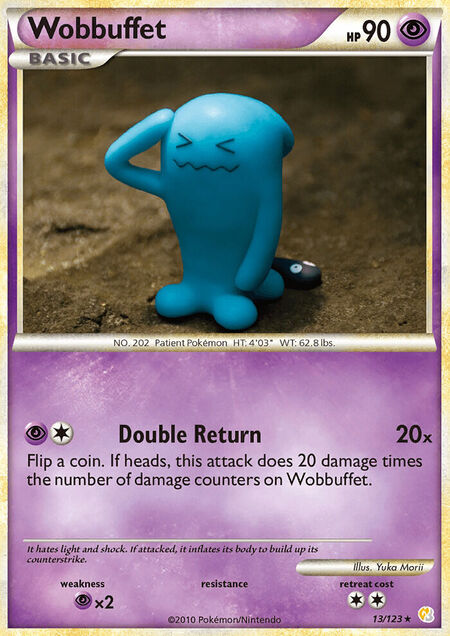 Wobbuffet HP 90
BASIC
NO. 202 Patient Pokémon HT: 4'03" WT: 62.8 lbs.
Double Return 20x
Flip a coin. If heads, this attack does 20 damage times
the number of damage counters on Wobbuffet.
It hates light and shock. If attacked, it inflates its body to build up its
counterstrike.
Illus. Yuka Morii
weakness resistance retreat cost
×2
©2010 Pokémon/Nintendo 13/123 ★